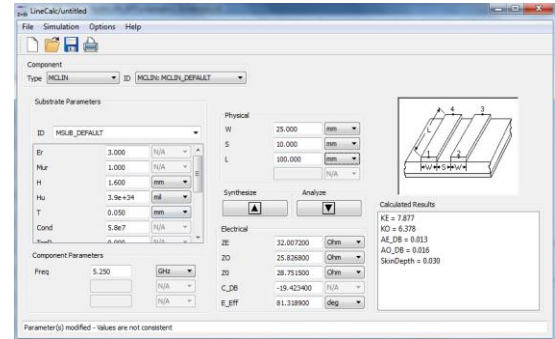 LineCalc/untitled
File Simulation Options Help
Component
Type MCLIN ID MCLIN: MCLIN_DEFAULT
Substrate Parameters
ID MSUB_DEFAULT
Er 3.000 N/A
Mur 1.000 N/A
H 1.600 mm
Hu 3.9e+34 mil
T 0.050 mm
Cond 5.8e7 N/A
Component Parameters
Freq 5.250 GHz
N/A
N/A
Physical
W 25.000 mm
S 10.000 mm
L 100.000 mm
N/A
Synthesize Analyze
Electrical
ZE 32.007200 Ohm
ZO 25.826800 Ohm
Z0 28.751500 Ohm
C_DB -19.423400 N/A
E_Eff 81.318900 deg
4 3
L
1 2
W S W
Calculated Results
KE = 7.877
KO = 6.378
AE_DB = 0.013
AO_DB = 0.016
SkinDepth = 0.030
Parameter(s) modified - Values are not consistent